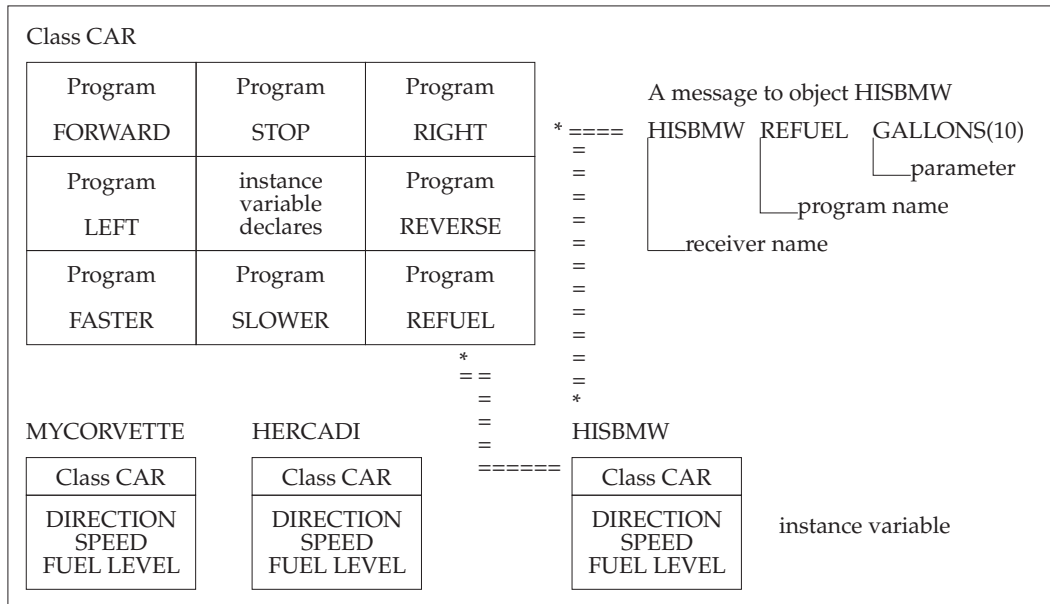 Class CAR
Program Program Program
FORWARD STOP RIGHT
Program instance variable declares Program
LEFT REVERSE
Program Program Program
FASTER SLOWER REFUEL
A message to object HISBMW
* ==== HISBMW REFUEL GALLONS(10)
=
= parameter
=
= program name
=
= receiver name
=
=
=
=
=
*
= =
=
=
=
======
=
*
MYCORVETTE HERCADI HISBMW
Class CAR Class CAR Class CAR
DIRECTION DIRECTION DIRECTION
SPEED SPEED SPEED
FUEL LEVEL FUEL LEVEL FUEL LEVEL
instance variable